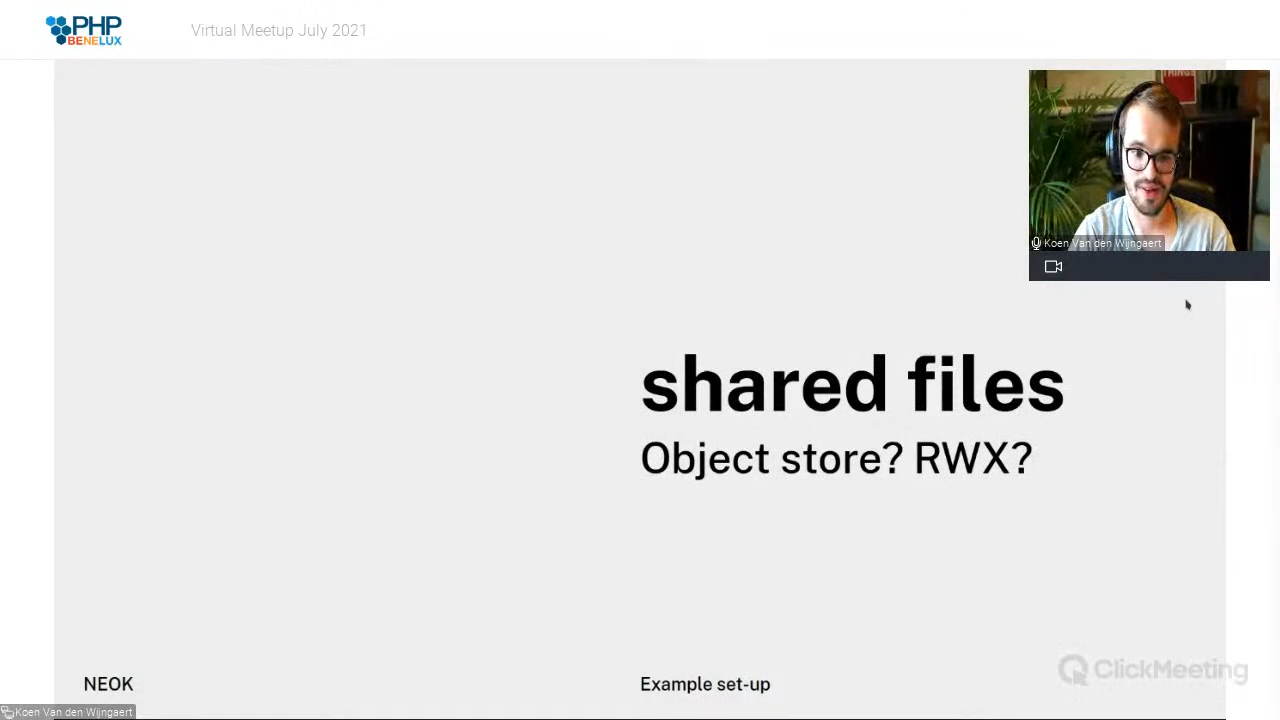 PHP
BENELUX
Virtual Meetup July 2021
THINGS
Koen Van den Wijngaert
shared files
Object store? RWX?
ClickMeeting
NEOK
Example set-up
Koen Van den Wijngaert